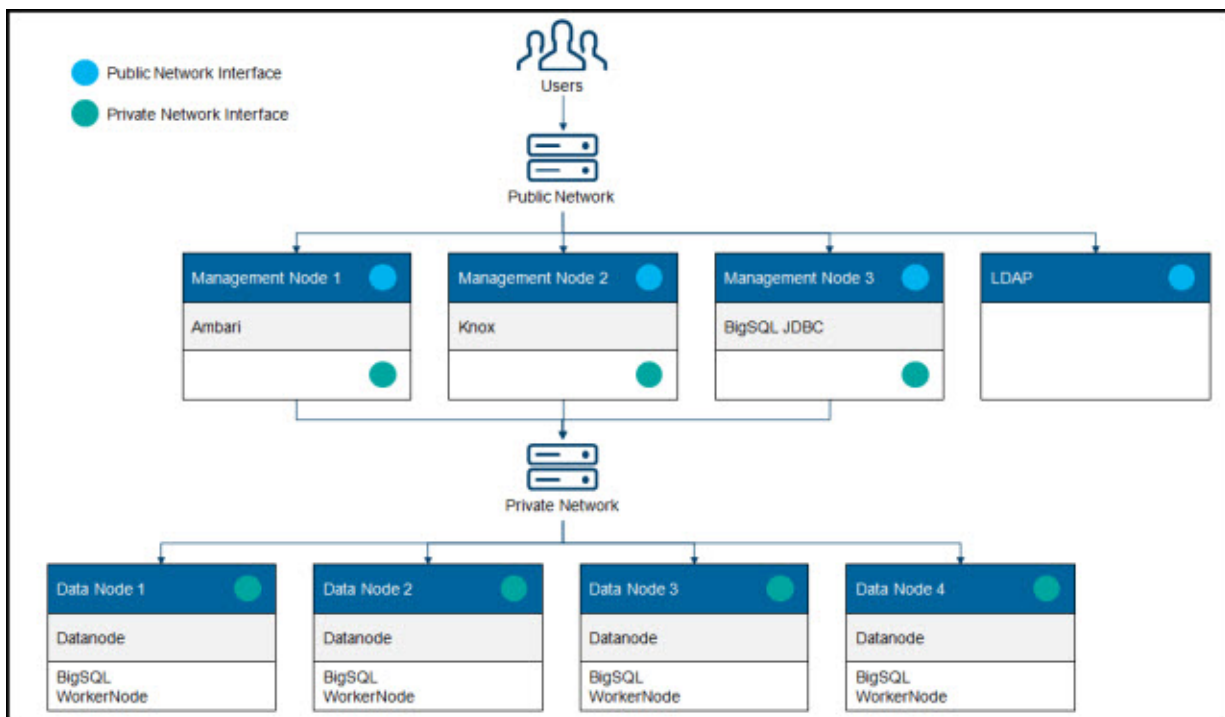 Users
Public Network Interface
Private Network Interface
Public Network
Management Node 1
Management Node 2
Management Node 3
LDAP
Ambari
Knox
BigSQL JDBC
Private Network
Data Node 1
Data Node 2
Data Node 3
Data Node 4
Datanode
Datanode
Datanode
Datanode
BigSQL
WorkerNode
BigSQL
WorkerNode
BigSQL
WorkerNode
BigSQL
WorkerNode